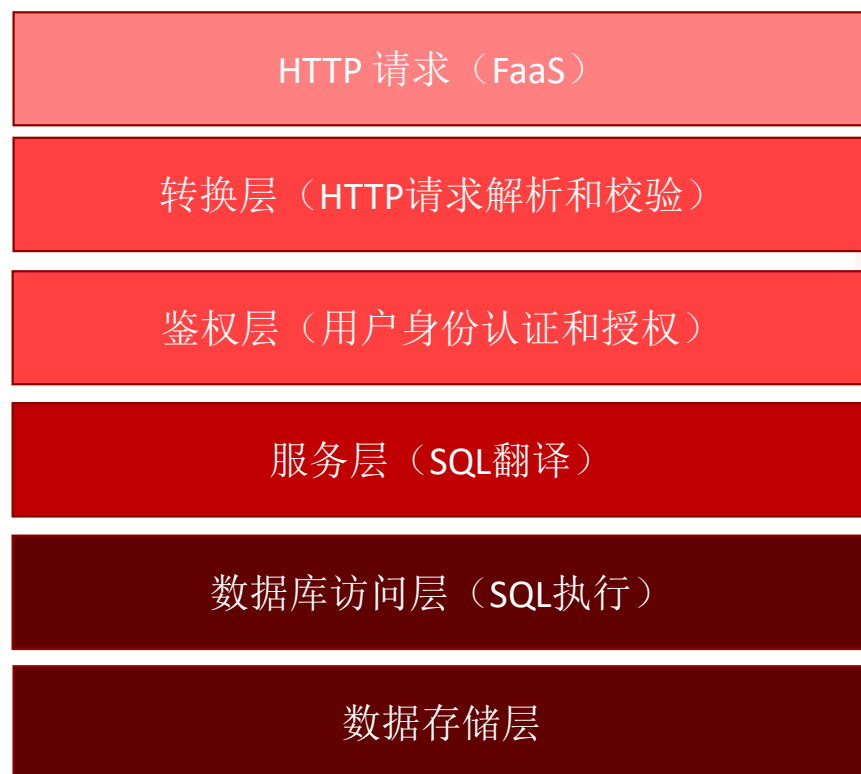 HTTP 请求（FaaS）
转换层（HTTP请求解析和校验）
鉴权层（用户身份认证和授权）
服务层（SQL翻译）
数据库访问层（SQL执行）
数据存储层